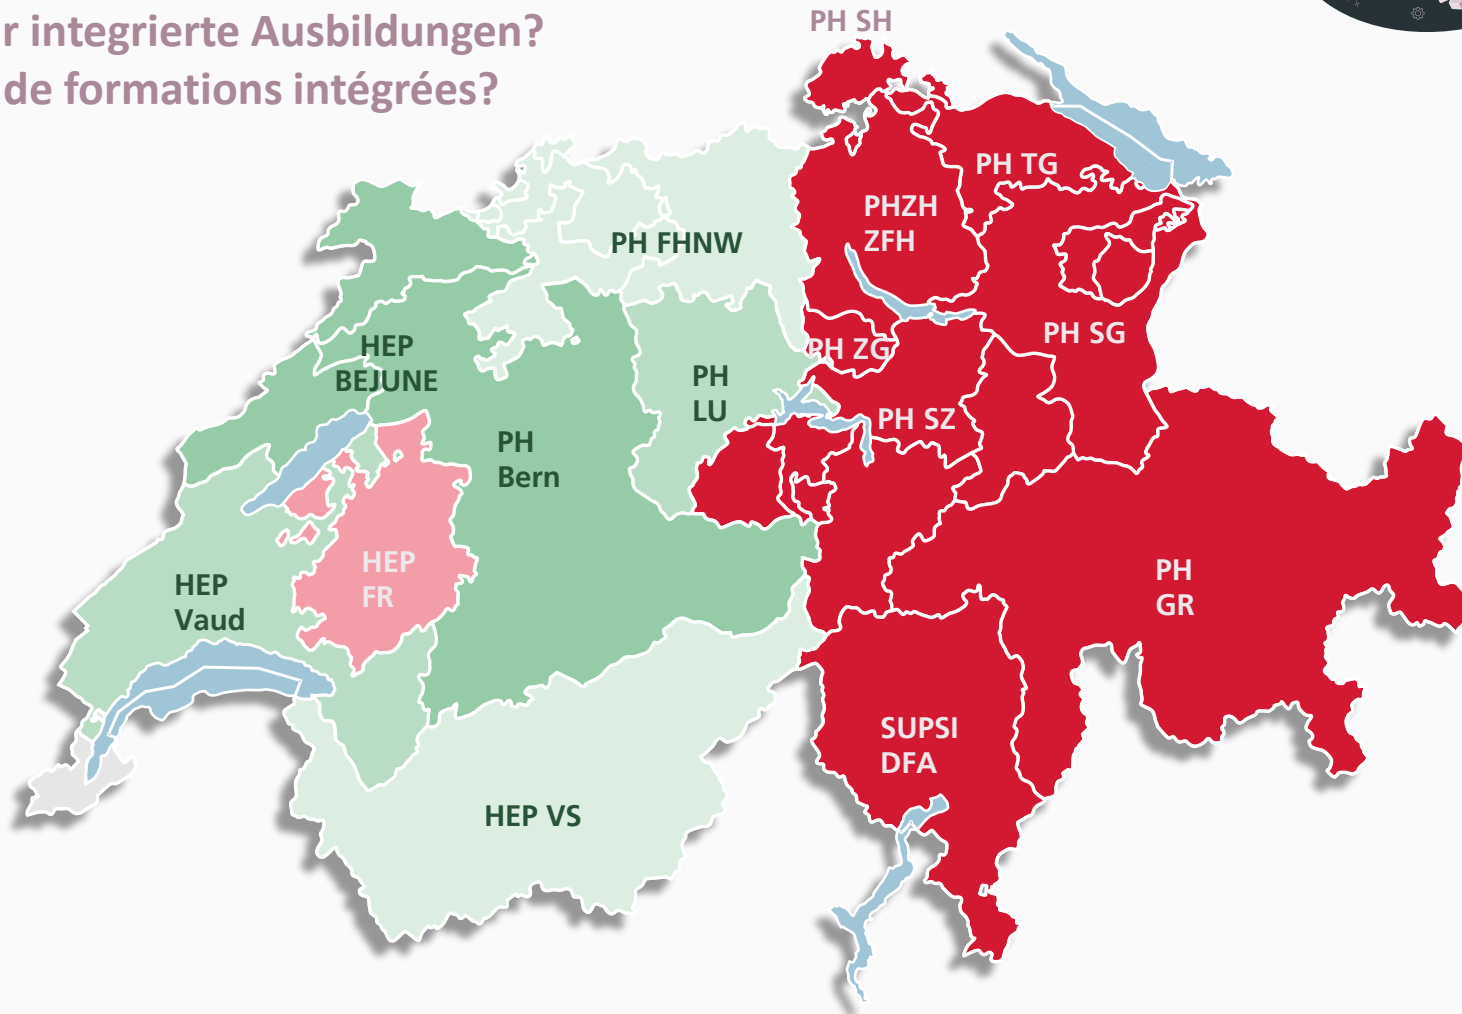 r integrierte Ausbildungen?
de formations intégrées?
PH SH
PH TG
PHZH
ZFH
PH FHNW
PH SG
HEP
BEJUNE
PH ZG
PH
LU
PH SZ
PH
Bern
HEP
FR
HEP
Vaud
PH
GR
SUPSI
DFA
HEP VS